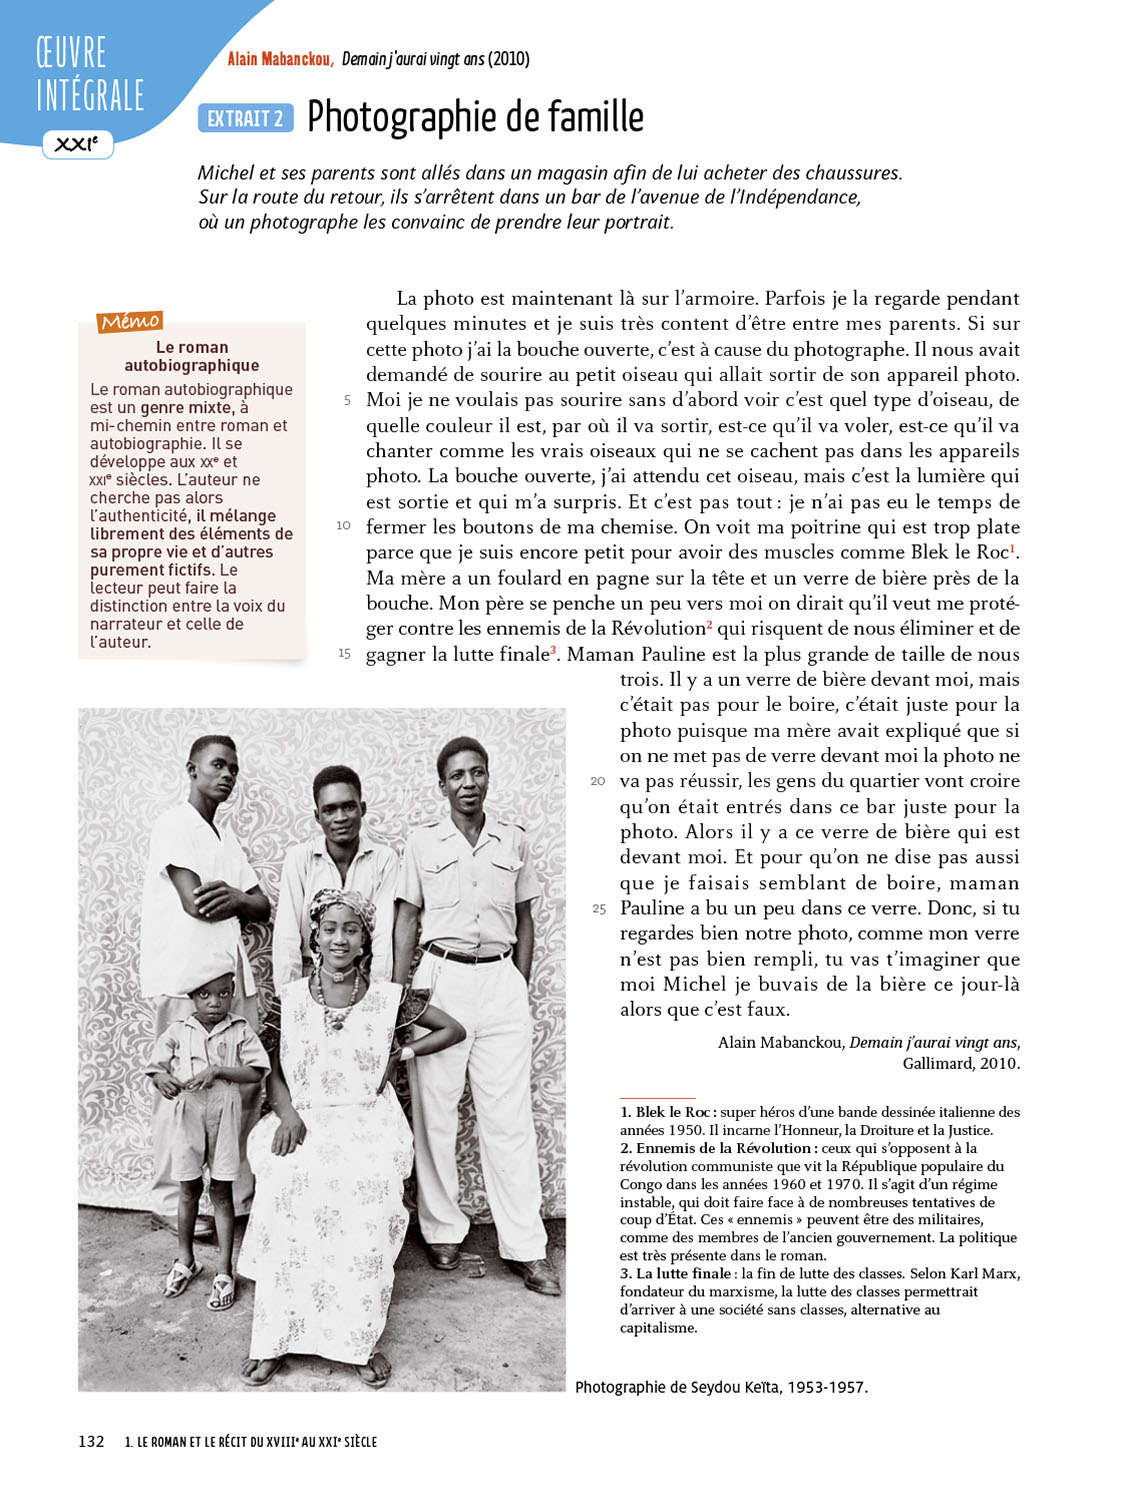 ŒUVRE
INTÉGRALE
XXIe
Alain Mabanckou, Demain j'aurai vingt ans (2010)
EXTRAIT 2 Photographie de famille
Michel et ses parents sont allés dans un magasin afin de lui acheter des chaussures.
Sur la route du retour, ils s'arrêtent dans un bar de l'avenue de l'Indépendance,
où un photographe les convainc de prendre leur portrait.
Mémo
Le roman
autobiographique
Le roman autobiographique
est un genre mixte, à
mi-chemin entre roman et
autobiographie. Il se
développe aux XXe et
XXIe siècles. L'auteur ne
cherche pas alors
l'authenticité, il mélange
librement des éléments de
sa propre vie et d'autres
purement fictifs. Le
lecteur peut faire la
distinction entre la voix du
narrateur et celle de
l'auteur.
La photo est maintenant là sur l'armoire. Parfois je la regarde pendant
quelques minutes et je suis très content d'être entre mes parents. Si sur
cette photo j'ai la bouche ouverte, c'est à cause du photographe. Il nous avait
demandé de sourire au petit oiseau qui allait sortir de son appareil photo.
5 Moi je ne voulais pas sourire sans d'abord voir c'est quel type d'oiseau, de
quelle couleur il est, par où il va sortir, est-ce qu'il va voler, est-ce qu'il va
chanter comme les vrais oiseaux qui ne se cachent pas dans les appareils
photo. La bouche ouverte, j'ai attendu cet oiseau, mais c'est la lumière qui
est sortie et qui m'a surpris. Et c'est pas tout : je n'ai pas eu le temps de
10 fermer les boutons de ma chemise. On voit ma poitrine qui est trop plate
parce que je suis encore petit pour avoir des muscles comme Blek le Roc1.
Ma mère a un foulard en pagne sur la tête et un verre de bière près de la
bouche. Mon père se penche un peu vers moi on dirait qu'il veut me proté-
ger contre les ennemis de la Révolution2 qui risquent de nous éliminer et de
15 gagner la lutte finale3. Maman Pauline est la plus grande de taille de nous
trois. Il y a un verre de bière devant moi, mais
c'était pas pour le boire, c'était juste pour la
photo puisque ma mère avait expliqué que si
on ne met pas de verre devant moi la photo ne
20 va pas réussir, les gens du quartier vont croire
qu'on était entrés dans ce bar juste pour la
photo. Alors il y a ce verre de bière qui est
devant moi. Et pour qu'on ne dise pas aussi
que je faisais semblant de boire, maman
25 Pauline a bu un peu dans ce verre. Donc, si tu
regardes bien notre photo, comme mon verre
n'est pas bien rempli, tu vas t'imaginer que
moi Michel je buvais de la bière ce jour-là
alors que c'est faux.
Alain Mabanckou, Demain j'aurai vingt ans,
Gallimard, 2010.
1. Blek le Roc : super héros d'une bande dessinée italienne des
années 1950. Il incarne l'Honneur, la Droiture et la Justice.
2. Ennemis de la Révolution : ceux qui s'opposent à la
révolution communiste que vit la République populaire du
Congo dans les années 1960 et 1970. Il s'agit d'un régime
instable, qui doit faire face à de nombreuses tentatives de
coup d'État. Ces « ennemis » peuvent être des militaires,
comme des membres de l'ancien gouvernement. La politique
est très présente dans le roman.
3. La lutte finale : la fin de lutte des classes. Selon Karl Marx,
fondateur du marxisme, la lutte des classes permettrait
d'arriver à une société sans classes, alternative au
capitalisme.
Photographie de Seydou Keïta, 1953-1957.
132 1. LE ROMAN ET LE RÉCIT DU XVIIIe AU XXIe SIÈCLE